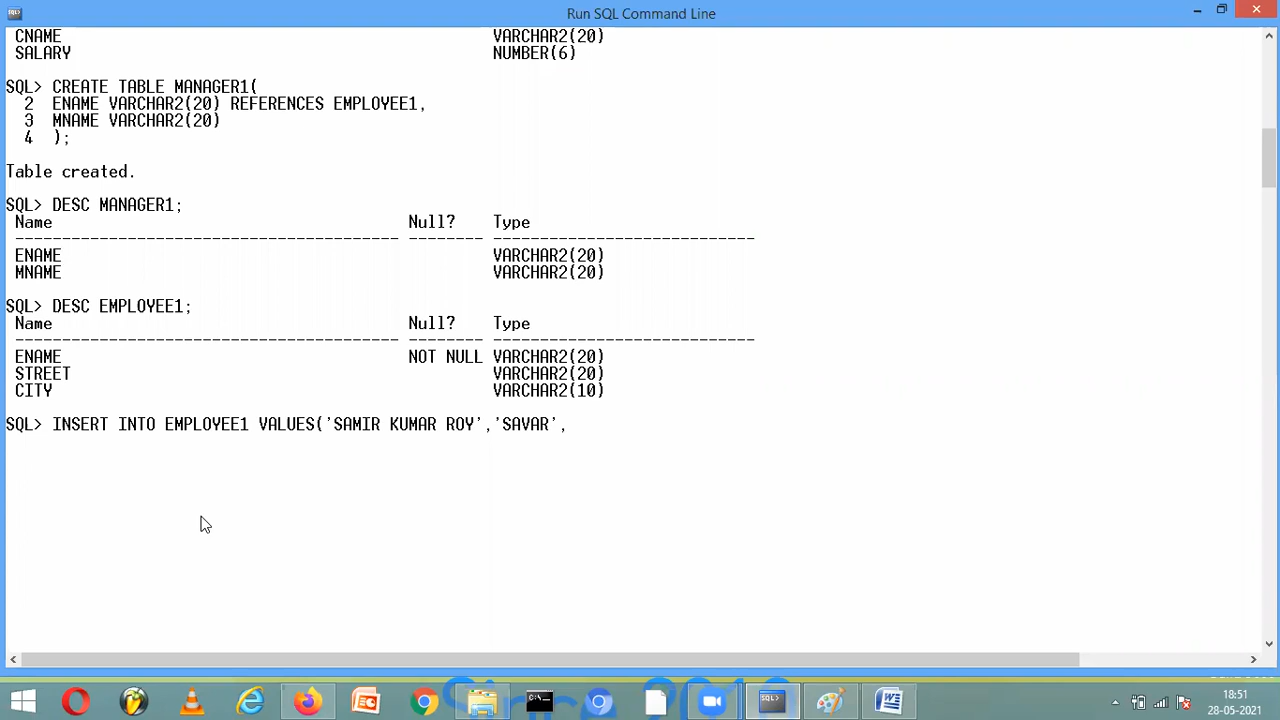 Run SQL Command Line
CNAME VARCHAR2(20)
SALARY NUMBER(6)
SQL> CREATE TABLE MANAGER1(
2 ENAME VARCHAR2(20) REFERENCES EMPLOYEE1,
3 MNAME VARCHAR2(20)
4 );
Table created.
SQL> DESC MANAGER1;
Name Null? Type
----------------------------------------- -------- ----------------------------
ENAME VARCHAR2(20)
MNAME VARCHAR2(20)
SQL> DESC EMPLOYEE1;
Name Null? Type
----------------------------------------- -------- ----------------------------
ENAME NOT NULL VARCHAR2(20)
STREET VARCHAR2(20)
CITY VARCHAR2(10)
SQL> INSERT INTO EMPLOYEE1 VALUES('SAMIR KUMAR ROY','SAVAR',
18:51
28-05-2021